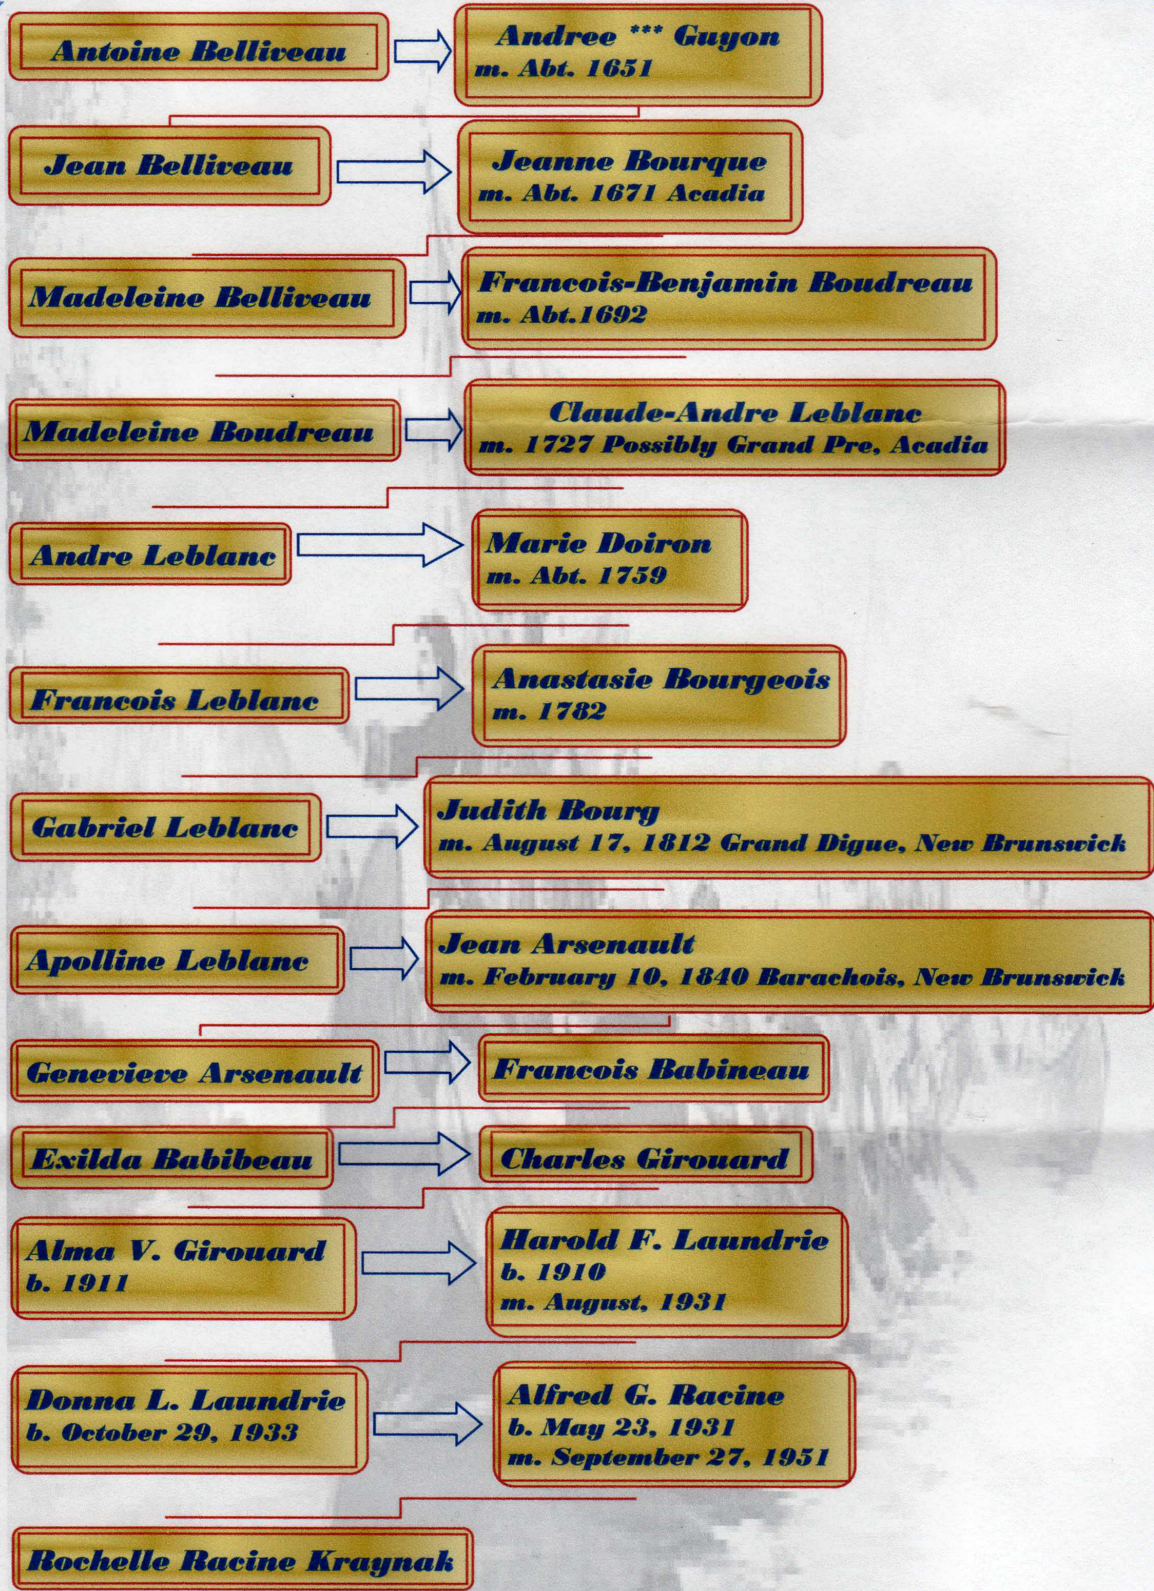 Antoine Belliveau
Andree *** Guyon
m. Abt. 1651
Jean Belliveau
Jeanne Bourque
m. Abt. 1671 Acadia
Madeleine Belliveau
Francois-Benjamin Boudreau
m. Abt.1692
Madeleine Boudreau
Claude-Andre Leblanc
m. 1727 Possibly Grand Pre, Acadia
Andre Leblanc
Marie Doiron
m. Abt. 1759
Francois Leblanc
Anastasie Bourgeois
m. 1782
Gabriel Leblanc
Judith Bourg
m. August 17, 1812 Grand Digue, New Brunswick
Apolline Leblanc
Jean Arsenault
m. February 10, 1840 Barachois, New Brunswick
Genevieve Arsenault
Francois Babineau
Exilda Babibeau
Charles Girouard
Alma V. Girouard
b. 1911
Harold F. Laundrie
b. 1910
m. August, 1931
Donna L. Laundrie
b. October 29, 1933
Alfred G. Racine
b. May 23, 1931
m. September 27, 1951
Rochelle Racine Kraynak